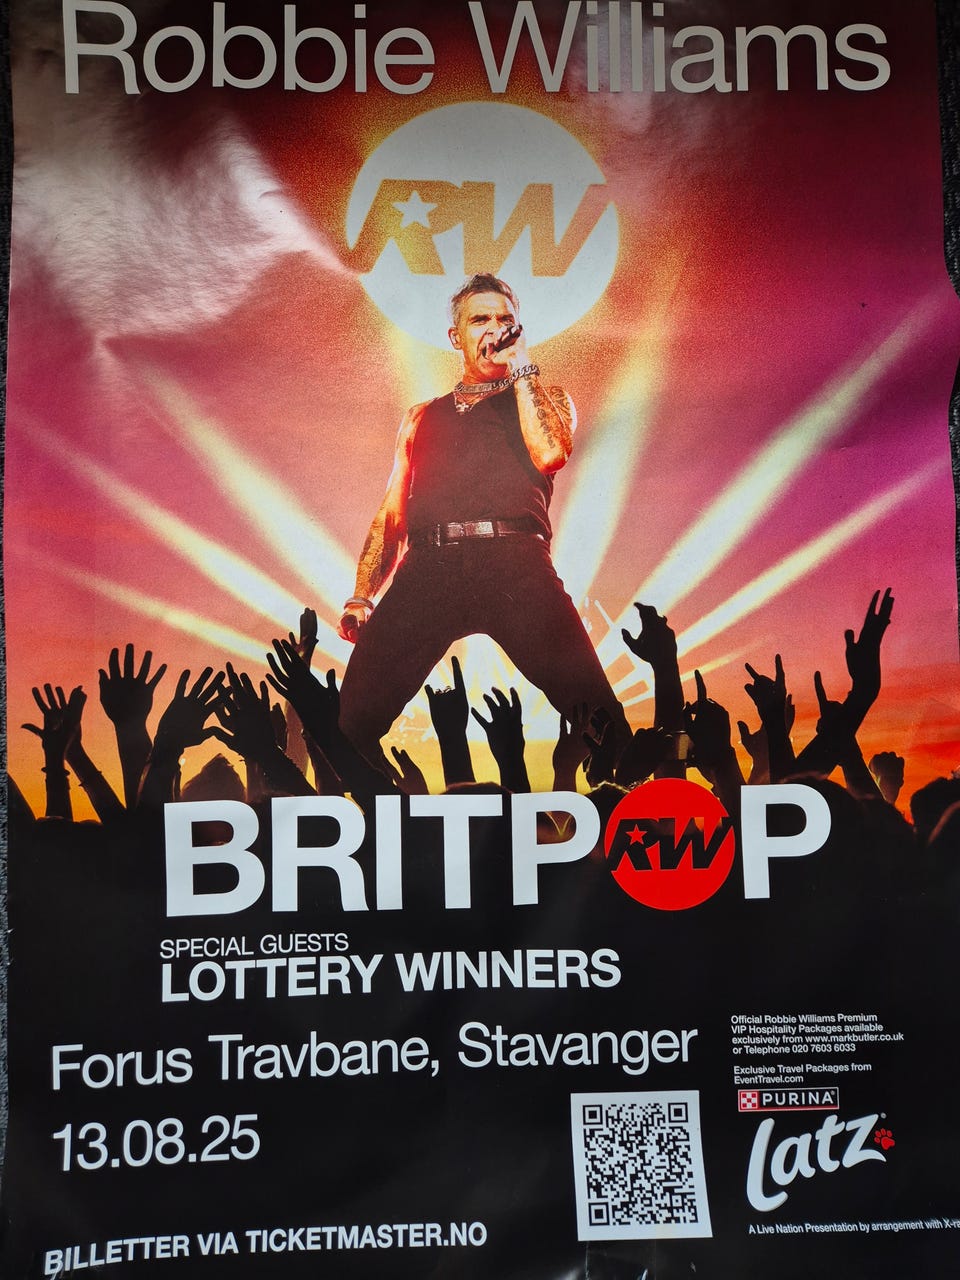 Robbie Williams
RW
BRITPOP
RW
SPECIAL GUESTS
LOTTERY WINNERS
Forus Travbane, Stavanger
13.08.25
BILLETTER VIA TICKETMASTER.NO
Official Robbie Williams Premium
VIP Hospitality Packages available
exclusively from www.markbutler.co.uk
or Telephone 020 7603 6033
Exclusive Travel Packages from
EventTravel.com
PURINA
Latz
A Live Nation Presentation by arrangement with